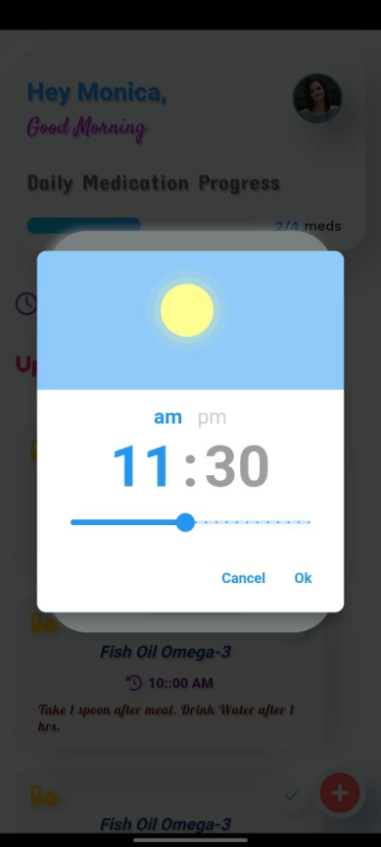 Hey Monica,
Good Morning
Daily Medication Progress
2/4 meds
Up
am pm
11:30
Cancel Ok
Fish Oil Omega-3
10::00 AM
Take 1 spoon after meal. Drink Water after 1
hrs.
Fish Oil Omega-3